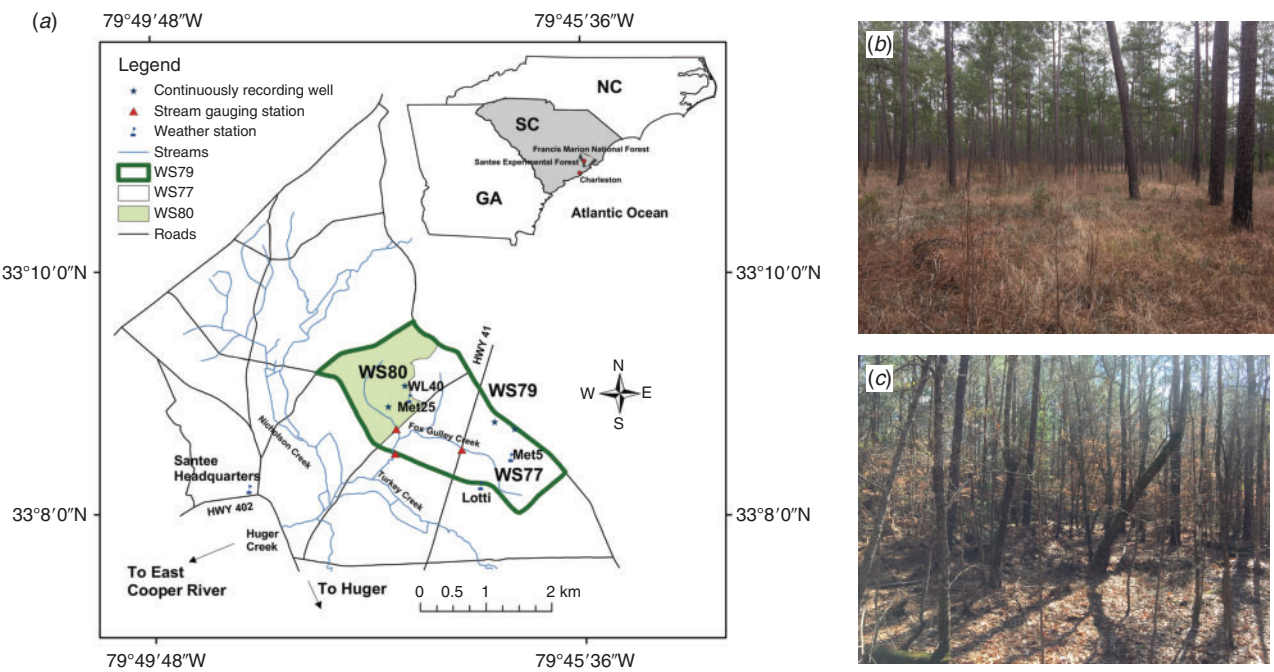 (a)
79°49′48″W
79°45′36″W
Legend
Continuously recording well
Stream gauging station
Weather station
Streams
WS79
WS77
WS80
Roads
NC
SC
Francis Marion National Forest
Santee Experimental Forest
Charleston
GA
Atlantic Ocean
33°10′0″N
33°10′0″N
HWY 41
WS80
WL40
WS79
Met25
N
W
E
S
Fox Gulley Creek
Nicholson Creek
Met5
WS77
Santee
Headquarters
Turkey Creek
Lotti
HWY 402
33°8′0″N
33°8′0″N
Huger
Creek
To East
Cooper River
To Huger
0 0.5 1 2 km
79°49′48″W
79°45′36″W
(b)
(c)